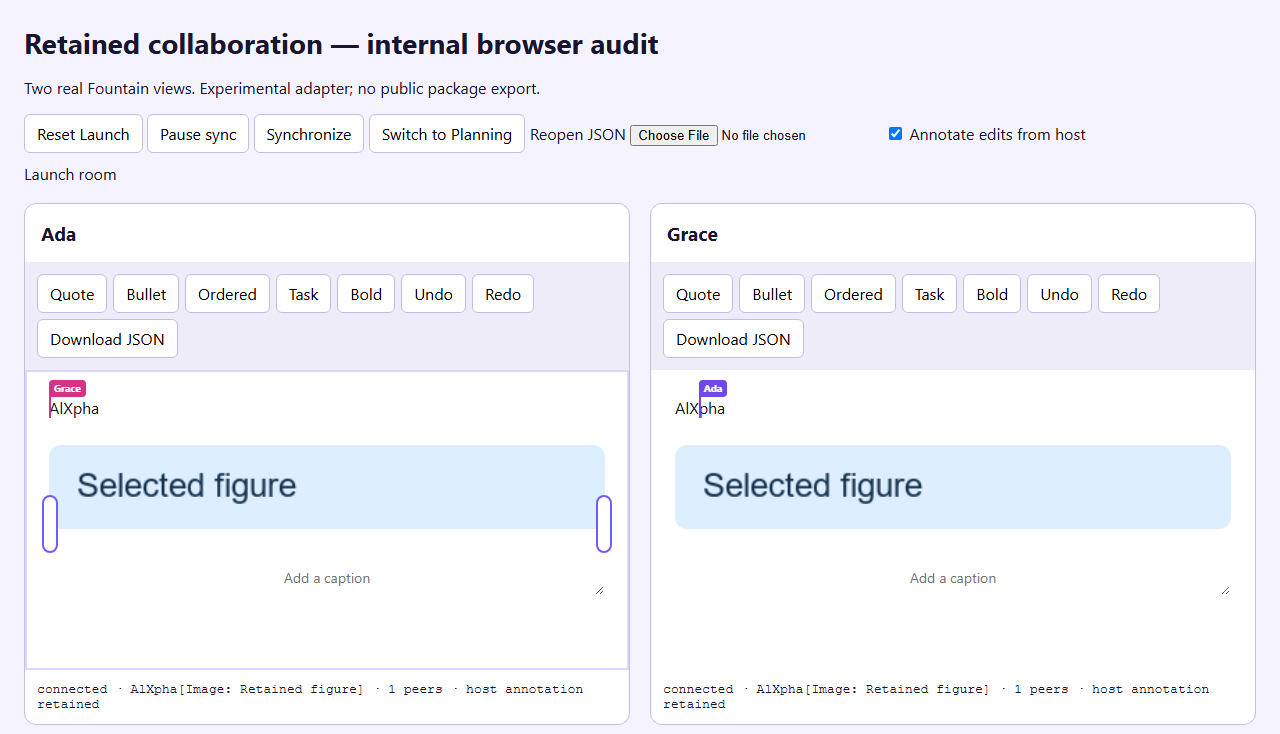 Retained collaboration — internal browser audit
Two real Fountain views. Experimental adapter; no public package export.
Reset Launch Pause sync Synchronize Switch to Planning Reopen JSON Choose File No file chosen Annotate edits from host
Launch room
Ada
Quote Bullet Ordered Task Bold Undo Redo
Download JSON
Grace
AlXpha
Selected figure
Add a caption
connected · AlXpha[Image: Retained figure] · 1 peers · host annotation
retained
Grace
Quote Bullet Ordered Task Bold Undo Redo
Download JSON
Ada
AlXpha
Selected figure
Add a caption
connected · AlXpha[Image: Retained figure] · 1 peers · host annotation
retained